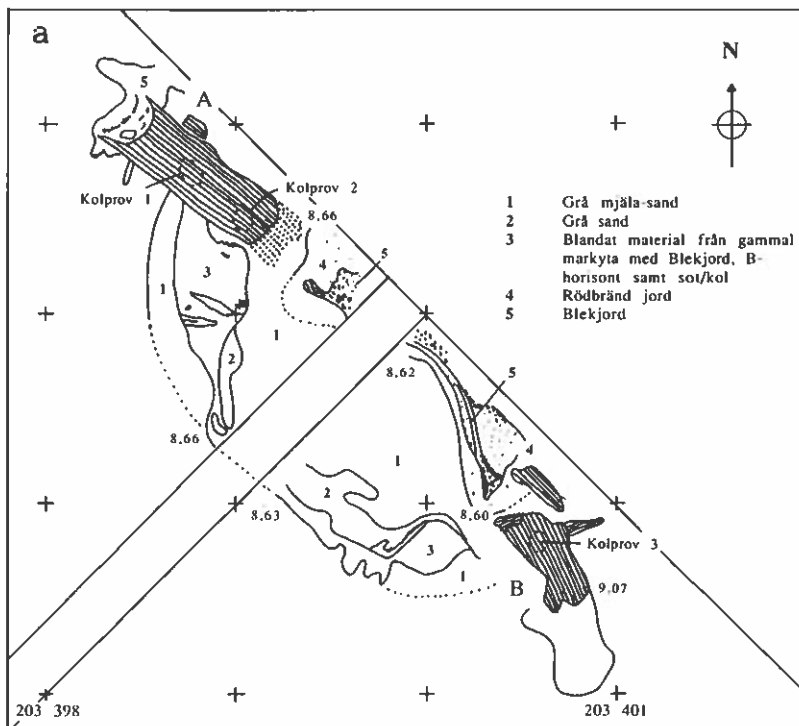 a
N
5
A
Kolprov 1
Kolprov 2
8,66
1 Grå mjäla-sand
2 Grå sand
3 Blandat material från gammal
markyta med Blekjord, B-
horisont samt sot/kol
4 Rödbränd jord
5 Blekjord
4
5
3
1
1
2
8,62
5
8,66
4
1
2
8,63
8,60
3
Kolprov 3
1
B
9,07
203 398
203 401